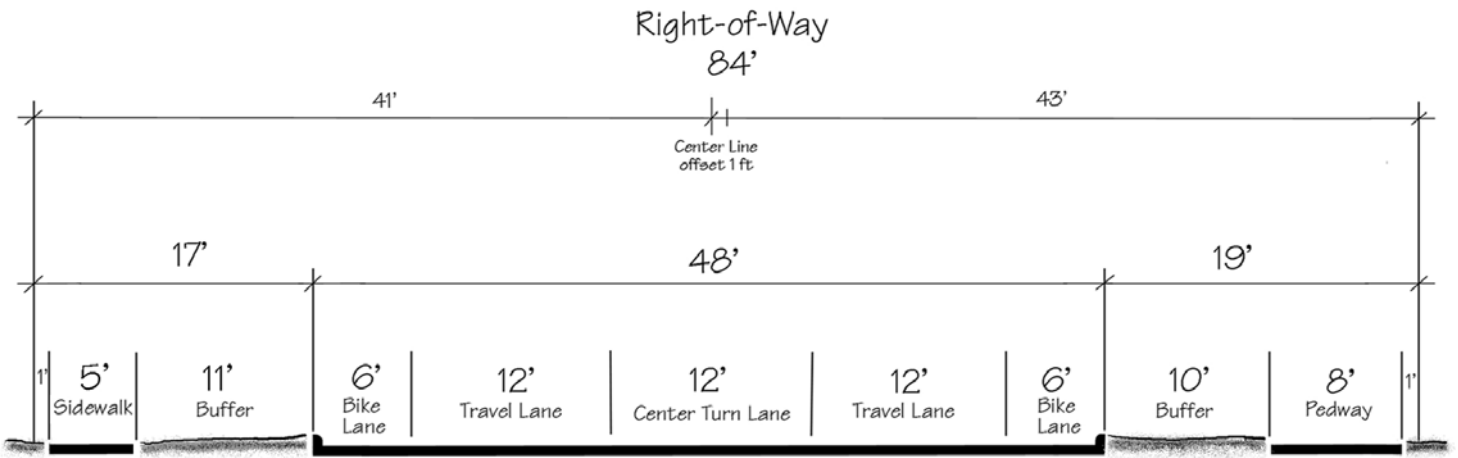 Right-of-Way
84’
41’
43’
Center Line
offset 1 ft
17’
48’
19’
1’
5’
Sidewalk
11’
Buffer
6’
Bike
Lane
12’
Travel Lane
12’
Center Turn Lane
12’
Travel Lane
6’
Bike
Lane
10’
Buffer
8’
Pedway
1’